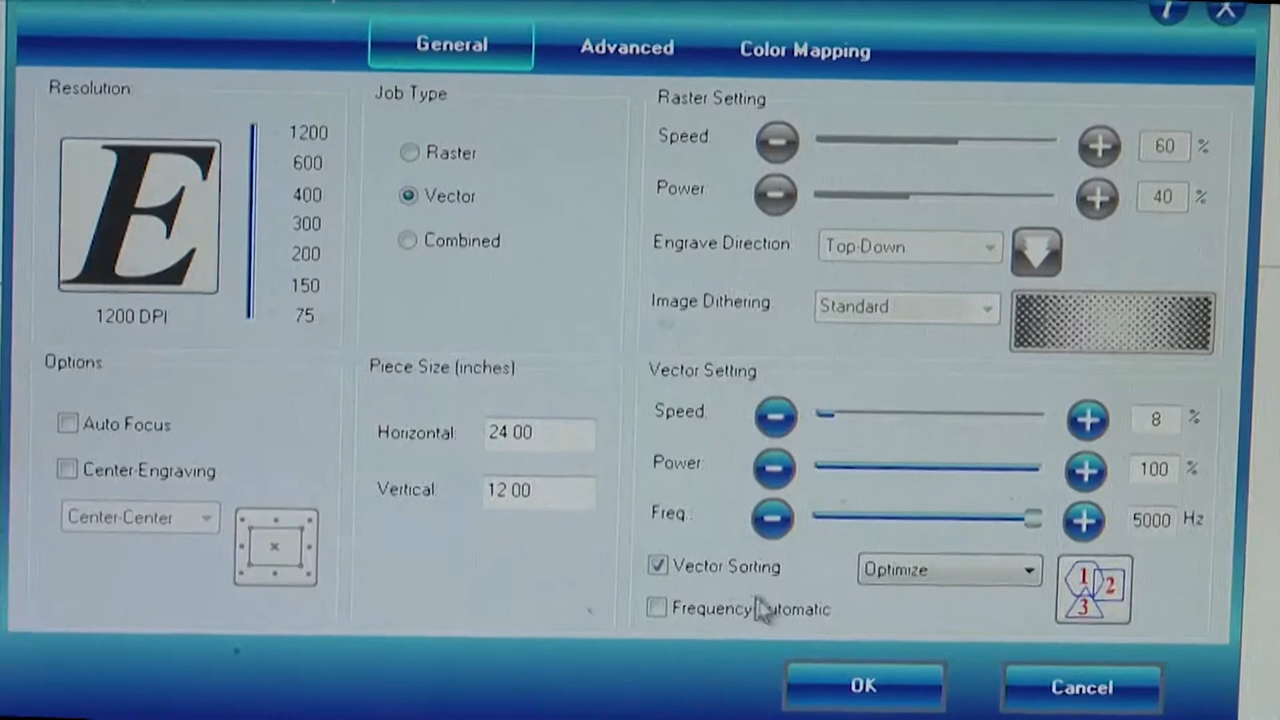 General
Advanced
Color Mapping
Resolution
E
1200 DPI
1200
600
400
300
200
150
75
Job Type
Raster
Vector
Combined
Raster Setting
Speed:
60 %
Power:
40 %
Engrave Direction
Top-Down
Image Dithering:
Standard
Options
Auto Focus
Center-Engraving
Center-Center
Piece Size (inches)
Horizontal: 24.00
Vertical: 12.00
Vector Setting
Speed:
8 %
Power:
100 %
Freq.:
5000 Hz
Vector Sorting
Optimize
1
2
3
Frequency
OK
Cancel